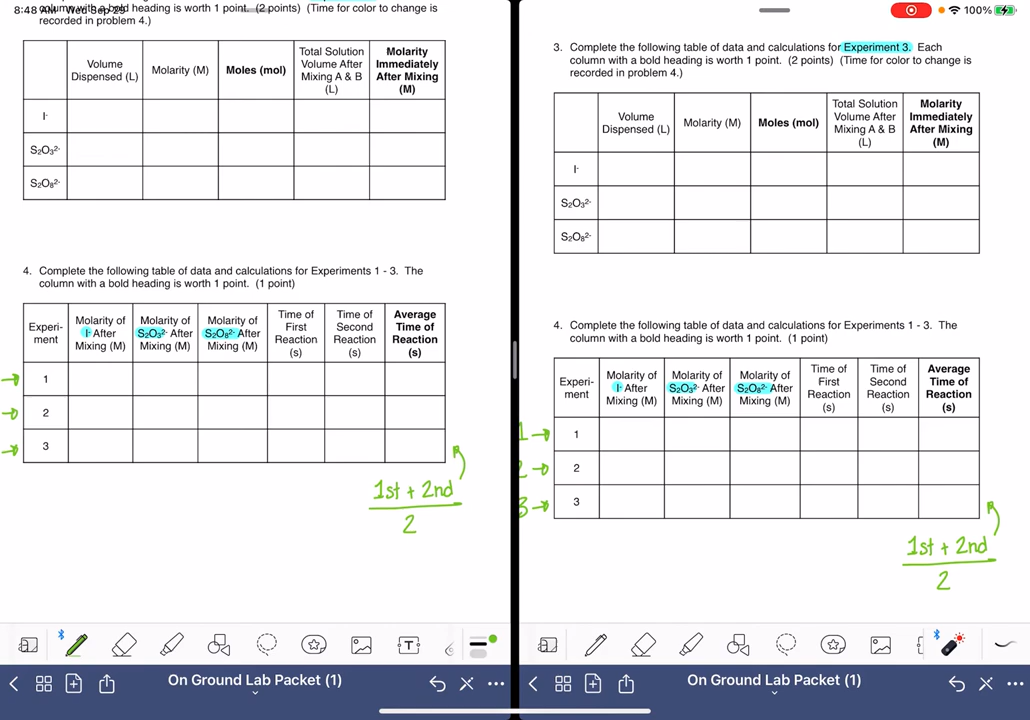 8:48 AM Wed Sep 29
column with a bold heading is worth 1 point. (2 points) (Time for color to change is
recorded in problem 4.)
Volume Dispensed (L)
Molarity (M)
Moles (mol)
Total Solution Volume After Mixing A & B (L)
Molarity Immediately After Mixing (M)
I-
S₂O₃²-
S₂O₈²-
4. Complete the following table of data and calculations for Experiments 1 - 3. The
column with a bold heading is worth 1 point. (1 point)
Experi-ment
Molarity of I- After Mixing (M)
Molarity of S₂O₃²- After Mixing (M)
Molarity of S₂O₈²- After Mixing (M)
Time of First Reaction (s)
Time of Second Reaction (s)
Average Time of Reaction (s)
1
2
3
1st + 2nd
2
T
On Ground Lab Packet (1)
100%
3. Complete the following table of data and calculations for Experiment 3. Each
column with a bold heading is worth 1 point. (2 points) (Time for color to change is
recorded in problem 4.)
Volume Dispensed (L)
Molarity (M)
Moles (mol)
Total Solution Volume After Mixing A & B (L)
Molarity Immediately After Mixing (M)
I-
S₂O₃²-
S₂O₈²-
4. Complete the following table of data and calculations for Experiments 1 - 3. The
column with a bold heading is worth 1 point. (1 point)
Experi-ment
Molarity of I- After Mixing (M)
Molarity of S₂O₃²- After Mixing (M)
Molarity of S₂O₈²- After Mixing (M)
Time of First Reaction (s)
Time of Second Reaction (s)
Average Time of Reaction (s)
1 → 1
2 → 2
3 → 3
1st + 2nd
2
On Ground Lab Packet (1)